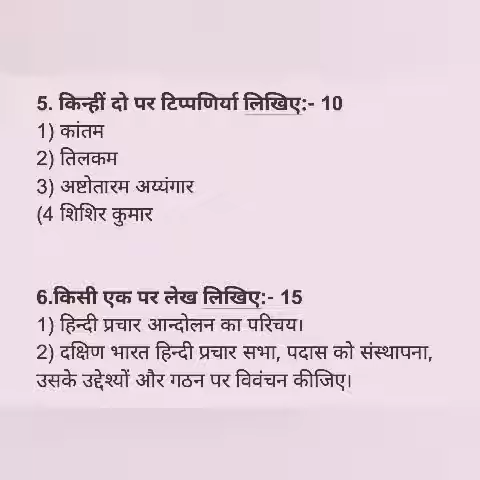 5. किन्हीं दो पर टिप्पणियां लिखिए:- 10
1) कांतम
2) तिलकम
3) अष्टोतारम अय्यंगार
(4 शिशिर कुमार
6.किसी एक पर लेख लिखिए:- 15
1) हिन्दी प्रचार आन्दोलन का परिचय।
2) दक्षिण भारत हिन्दी प्रचार सभा, पदास को संस्थापना,
उसके उद्देश्यों और गठन पर विवंचन कीजिए।